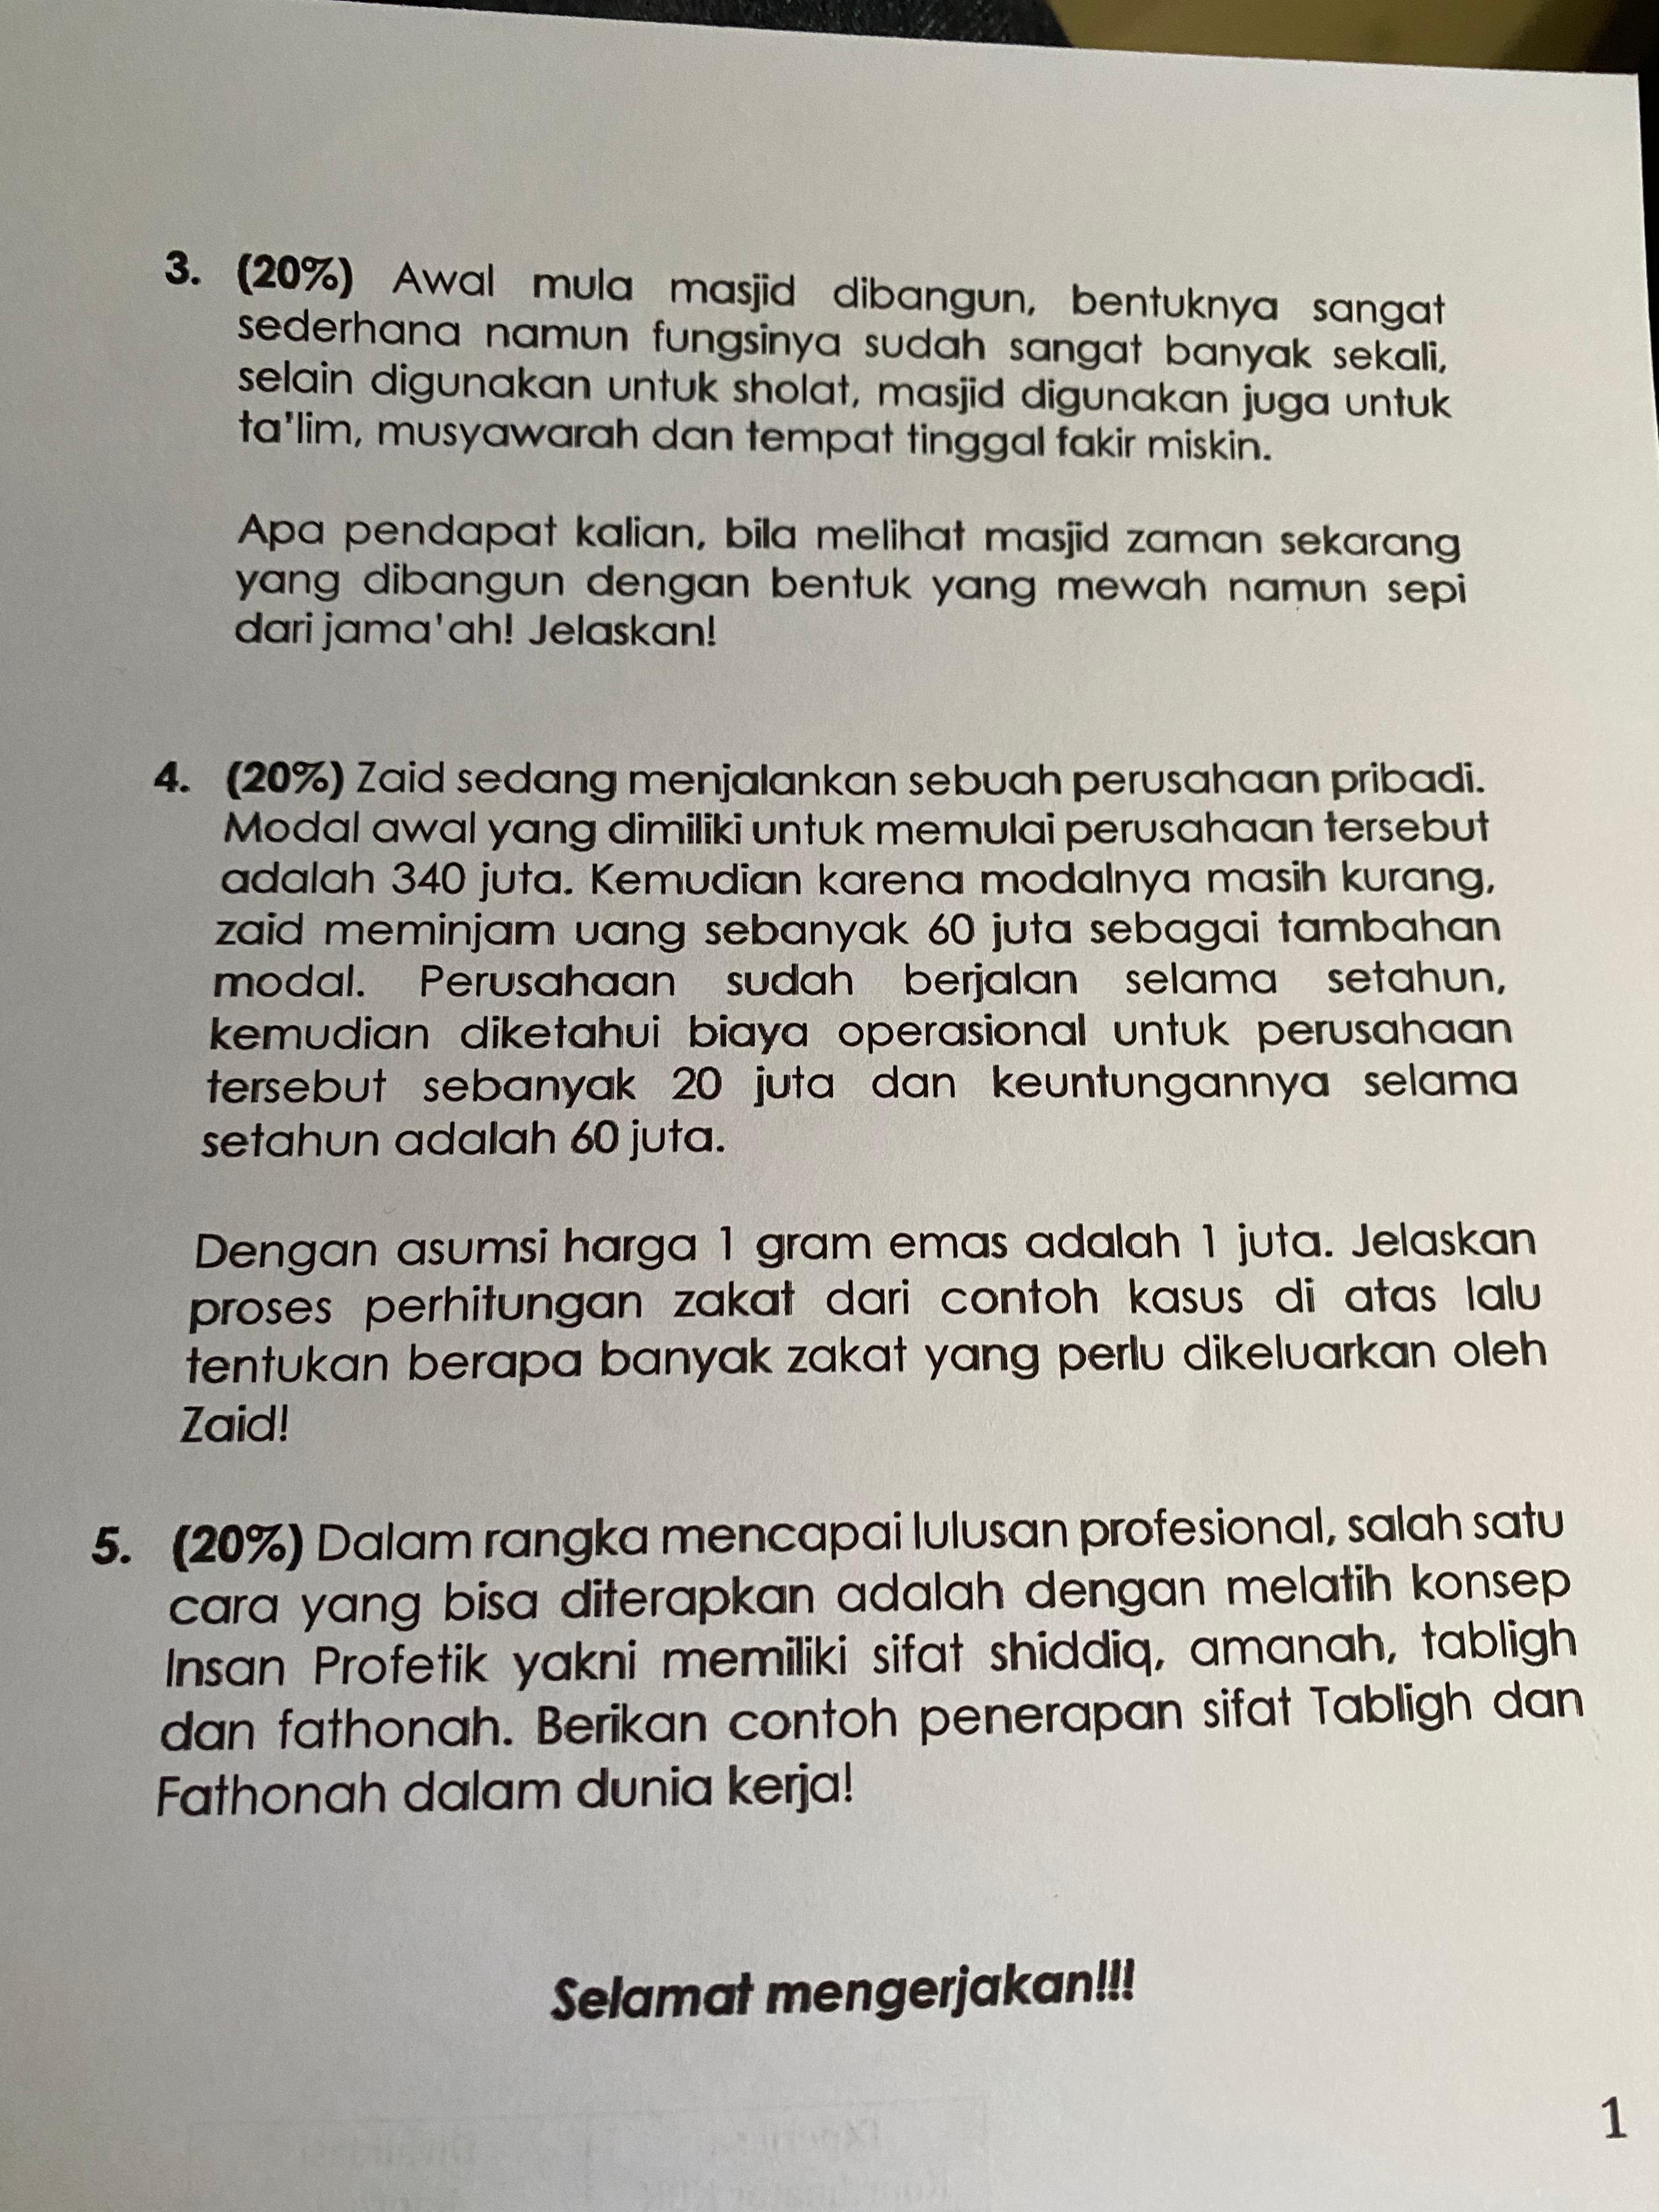 3. (20%) Awal mula masjid dibangun, bentuknya sangat
sederhana namun fungsinya sudah sangat banyak sekali,
selain digunakan untuk sholat, masjid digunakan juga untuk
ta'lim, musyawarah dan tempat tinggal fakir miskin.
Apa pendapat kalian, bila melihat masjid zaman sekarang
yang dibangun dengan bentuk yang mewah namun sepi
dari jama'ah! Jelaskan!
4. (20%) Zaid sedang menjalankan sebuah perusahaan pribadi.
Modal awal yang dimiliki untuk memulai perusahaan tersebut
adalah 340 juta. Kemudian karena modalnya masih kurang,
zaid meminjam uang sebanyak 60 juta sebagai tambahan
modal. Perusahaan sudah berjalan selama setahun,
kemudian diketahui biaya operasional untuk perusahaan
tersebut sebanyak 20 juta dan keuntungannya selama
setahun adalah 60 juta.
Dengan asumsi harga 1 gram emas adalah 1 juta. Jelaskan
proses perhitungan zakat dari contoh kasus di atas lalu
tentukan berapa banyak zakat yang perlu dikeluarkan oleh
Zaid!
5. (20%) Dalam rangka mencapai lulusan profesional, salah satu
cara yang bisa diterapkan adalah dengan melatih konsep
Insan Profetik yakni memiliki sifat shiddiq, amanah, tabligh
dan fathonah. Berikan contoh penerapan sifat Tabligh dan
Fathonah dalam dunia kerja!
Selamat mengerjakan!!!
1